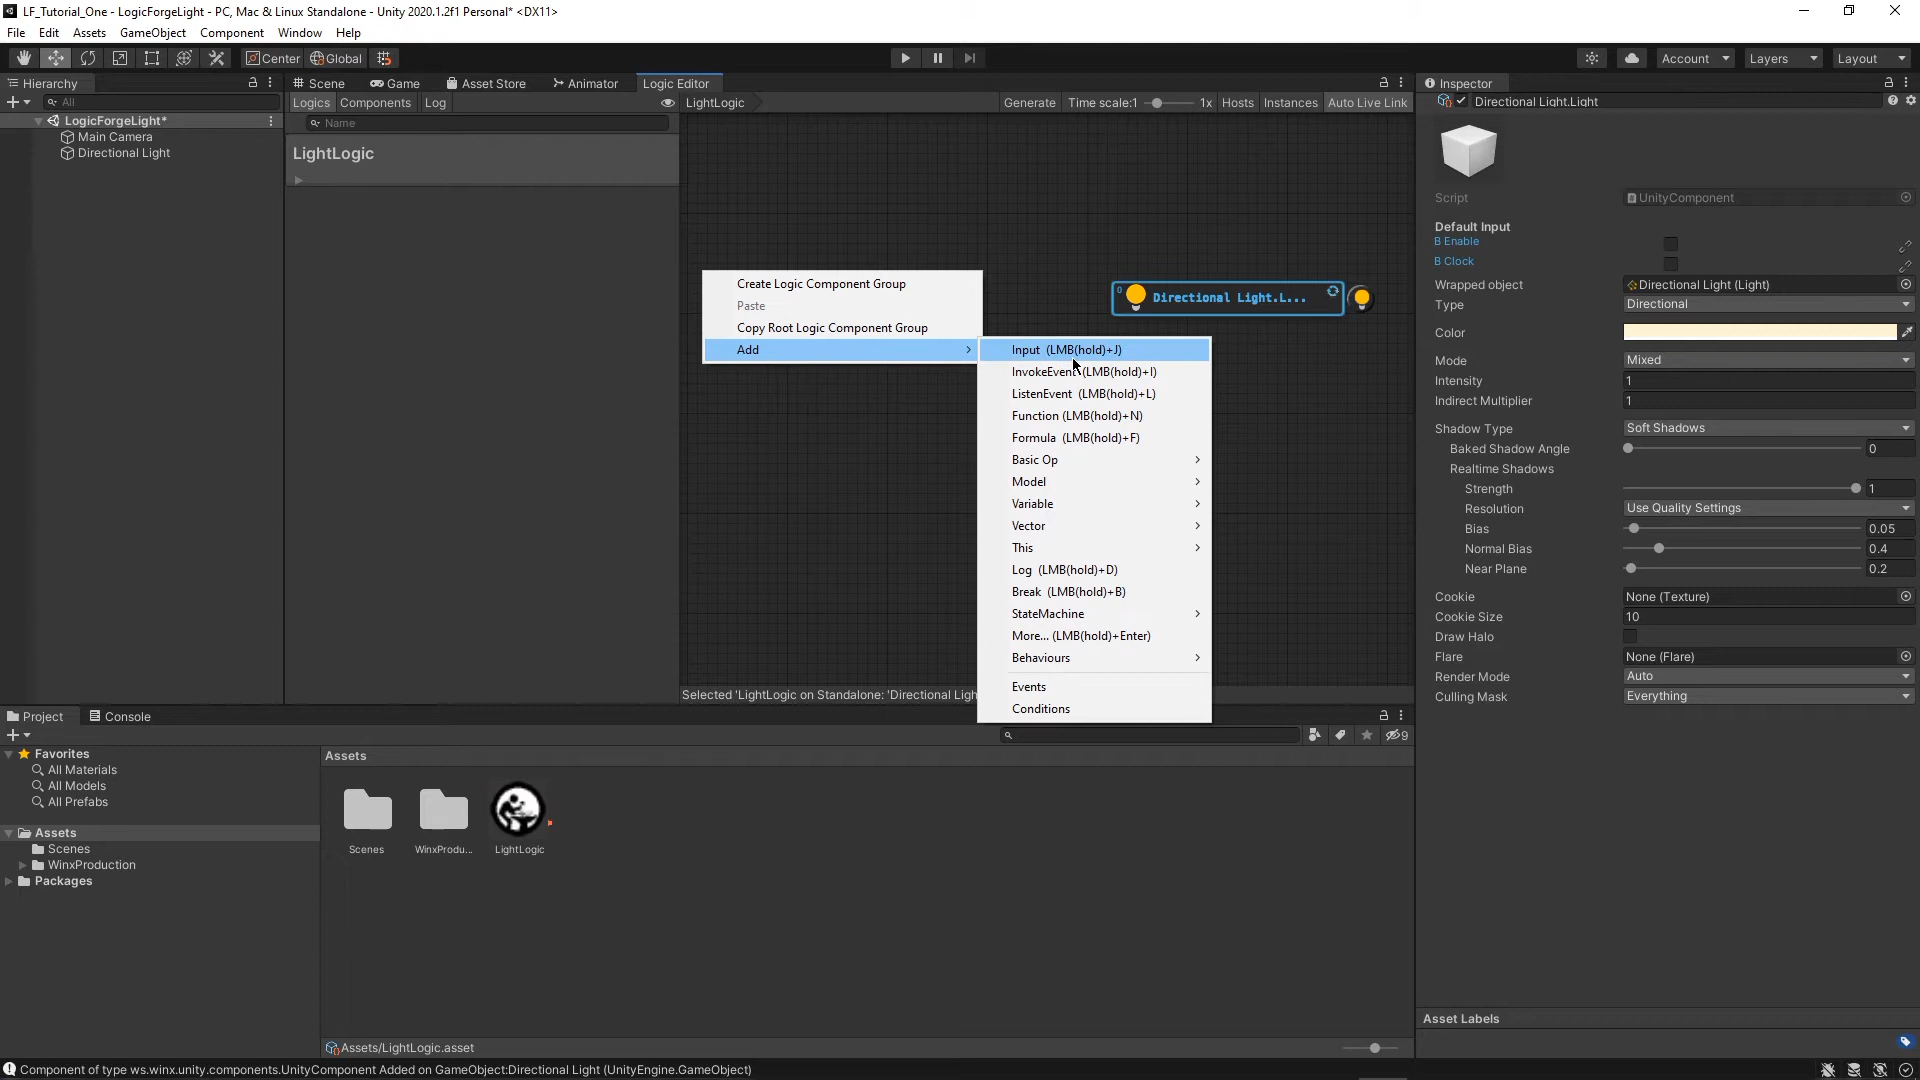 LF_Tutorial_One - LogicForgeLight - PC, Mac & Linux Standalone - Unity 2020.1.2f1 Personal* <DX11>
File Edit Assets GameObject Component Window Help
Center Global Account Layers Layout
Hierarchy
All
LogicForgeLight*
Main Camera
Directional Light
Scene Game Asset Store Animator Logic Editor
Logics Components Log
Name
LightLogic
LightLogic Generate Time scale:1 1x Hosts Instances Auto Live Link
0 Directional Light.L...
Create Logic Component Group
Paste
Copy Root Logic Component Group
Add
Input (LMB(hold)+J)
InvokeEvent (LMB(hold)+I)
ListenEvent (LMB(hold)+L)
Function (LMB(hold)+N)
Formula (LMB(hold)+F)
Basic Op
Model
Variable
Vector
This
Log (LMB(hold)+D)
Break (LMB(hold)+B)
StateMachine
More... (LMB(hold)+Enter)
Behaviours
Events
Conditions
Selected 'LightLogic on Standalone: 'Directional Ligh
Inspector
Directional Light.Light
Script UnityComponent
Default Input
B Enable
B Clock
Wrapped object Directional Light (Light)
Type Directional
Color
Mode Mixed
Intensity 1
Indirect Multiplier 1
Shadow Type Soft Shadows
Baked Shadow Angle 0
Realtime Shadows
Strength 1
Resolution Use Quality Settings
Bias 0.05
Normal Bias 0.4
Near Plane 0.2
Cookie None (Texture)
Cookie Size 10
Draw Halo
Flare None (Flare)
Render Mode Auto
Culling Mask Everything
Asset Labels
Project Console
9
Favorites
All Materials
All Models
All Prefabs
Assets
Scenes
WinxProduction
Packages
Assets
Scenes WinxProdu... LightLogic
Assets/LightLogic.asset
Component of type ws.winx.unity.components.UnityComponent Added on GameObject:Directional Light (UnityEngine.GameObject)